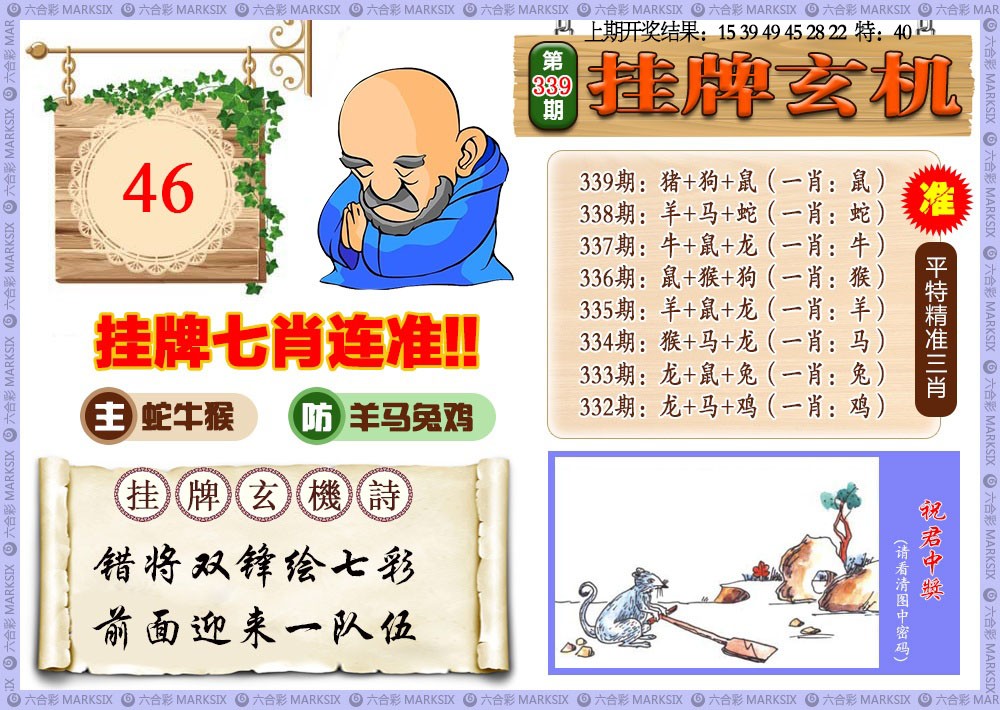 六合彩 MARKSIX
上期开奖结果：15 39 49 45 28 22 特：40
第
339
期
挂牌玄机
46
挂牌七肖连准!!
主 蛇牛猴
防 羊马兔鸡
挂牌玄機詩
错将双锋绘七彩
前面迎来一队伍
339期：猪+狗+鼠（一肖：鼠）
338期：羊+马+蛇（一肖：蛇）
337期：牛+鼠+龙（一肖：牛）
336期：鼠+猴+狗（一肖：猴）
335期：羊+鼠+龙（一肖：羊）
334期：猴+马+龙（一肖：马）
333期：龙+鼠+兔（一肖：兔）
332期：龙+马+鸡（一肖：鸡）
准
平特精准三肖
祝君中獎
（请看清图中密码）